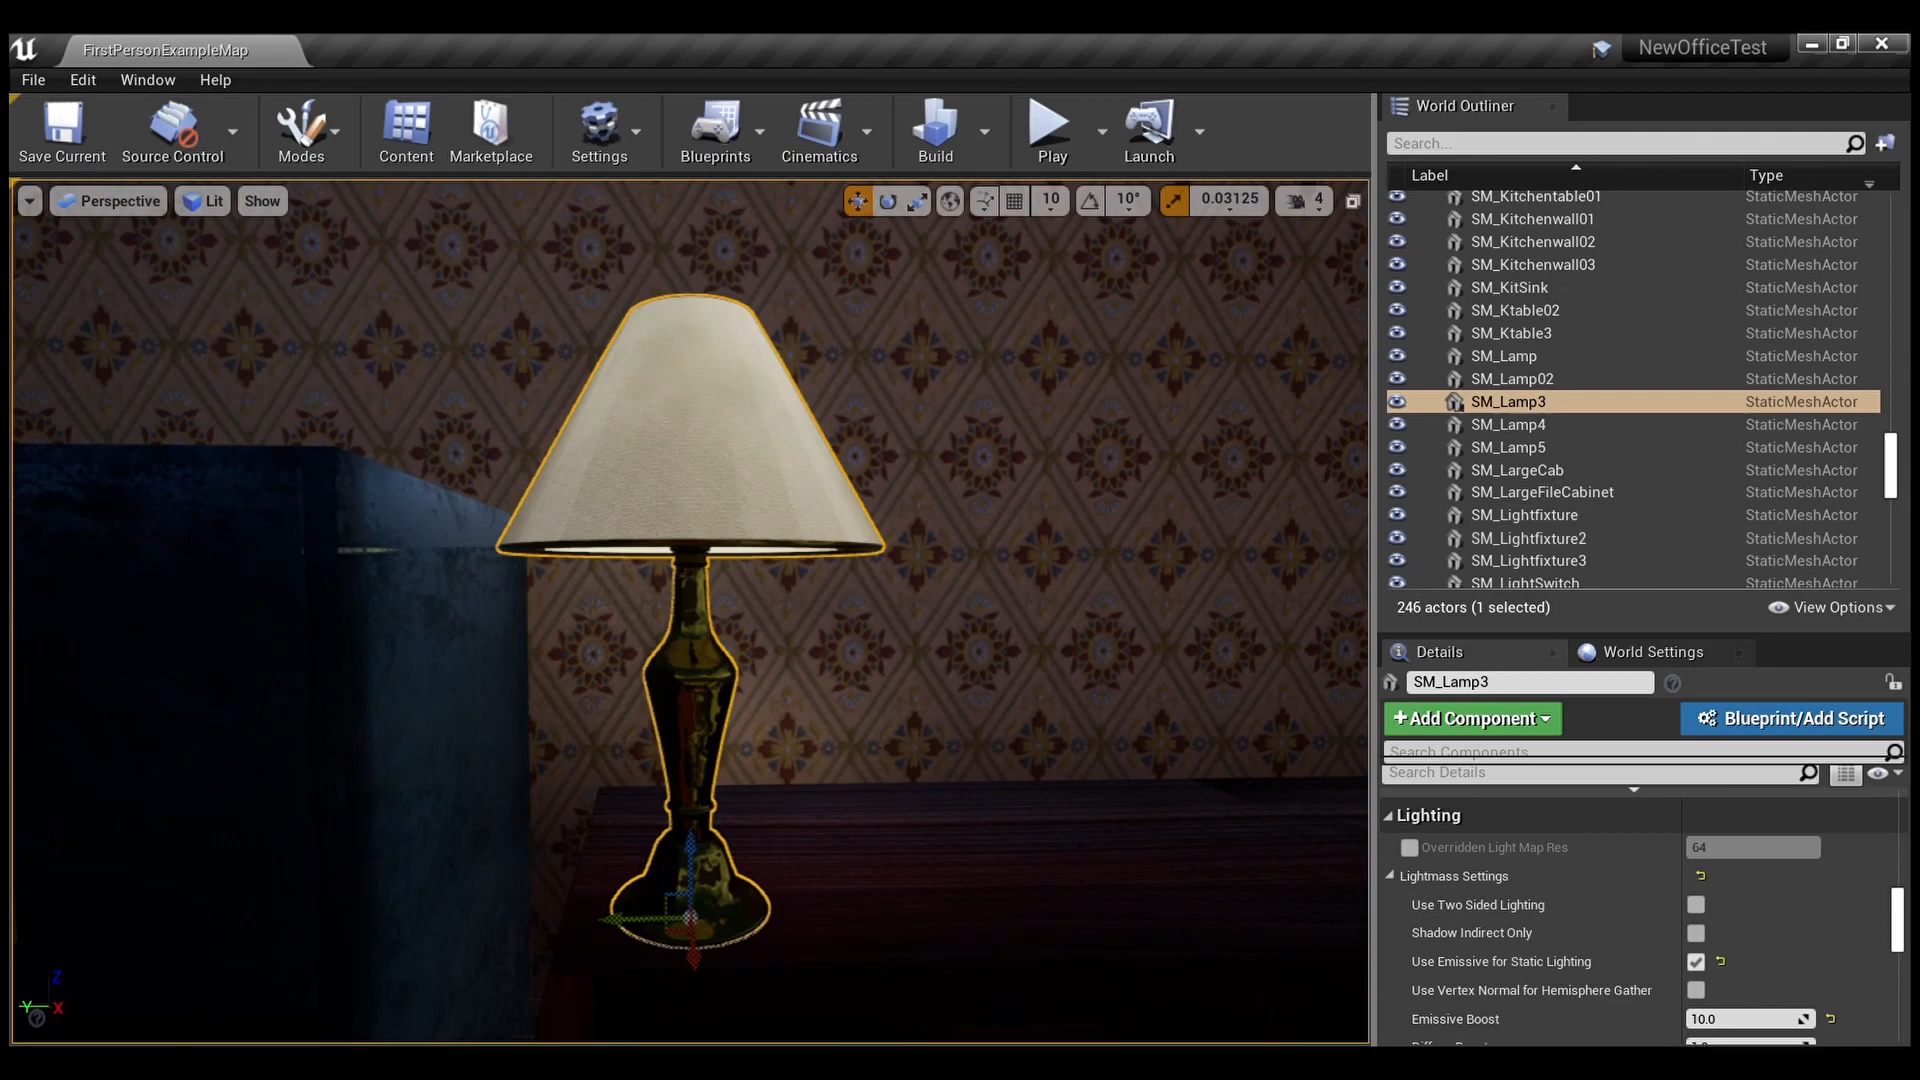 FirstPersonExampleMap
NewOfficeTest
File Edit Window Help
Save Current Source Control Modes Content Marketplace Settings Blueprints Cinematics Build Play Launch
Perspective Lit Show 10 10° 0.03125 4
World Outliner
Search...
Label Type
SM_Kitchentable01 StaticMeshActor
SM_Kitchenwall01 StaticMeshActor
SM_Kitchenwall02 StaticMeshActor
SM_Kitchenwall03 StaticMeshActor
SM_KitSink StaticMeshActor
SM_Ktable02 StaticMeshActor
SM_Ktable3 StaticMeshActor
SM_Lamp StaticMeshActor
SM_Lamp02 StaticMeshActor
SM_Lamp3 StaticMeshActor
SM_Lamp4 StaticMeshActor
SM_Lamp5 StaticMeshActor
SM_LargeCab StaticMeshActor
SM_LargeFileCabinet StaticMeshActor
SM_Lightfixture StaticMeshActor
SM_Lightfixture2 StaticMeshActor
SM_Lightfixture3 StaticMeshActor
SM_LightSwitch StaticMeshActor
246 actors (1 selected) View Options
Details World Settings
SM_Lamp3
+Add Component Blueprint/Add Script
Search Components
Search Details
Lighting
Overridden Light Map Res 64
Lightmass Settings
Use Two Sided Lighting
Shadow Indirect Only
Use Emissive for Static Lighting
Use Vertex Normal for Hemisphere Gather
Emissive Boost 10.0
Z
Y X